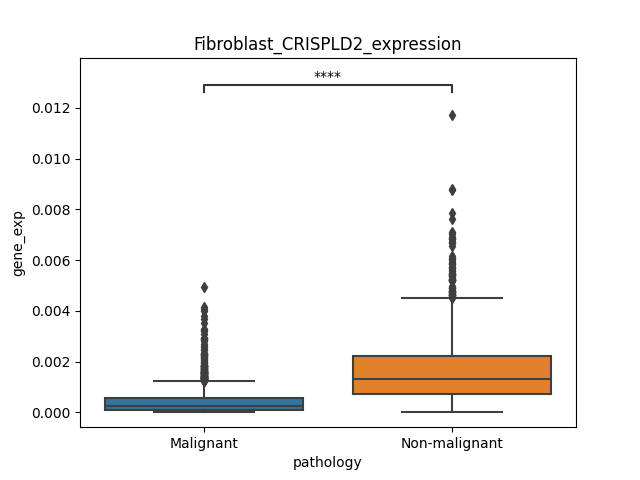 Fibroblast_CRISPLD2_expression
****
0.012
0.010
0.008
0.006
0.004
0.002
0.000
gene_exp
Malignant
Non-malignant
pathology